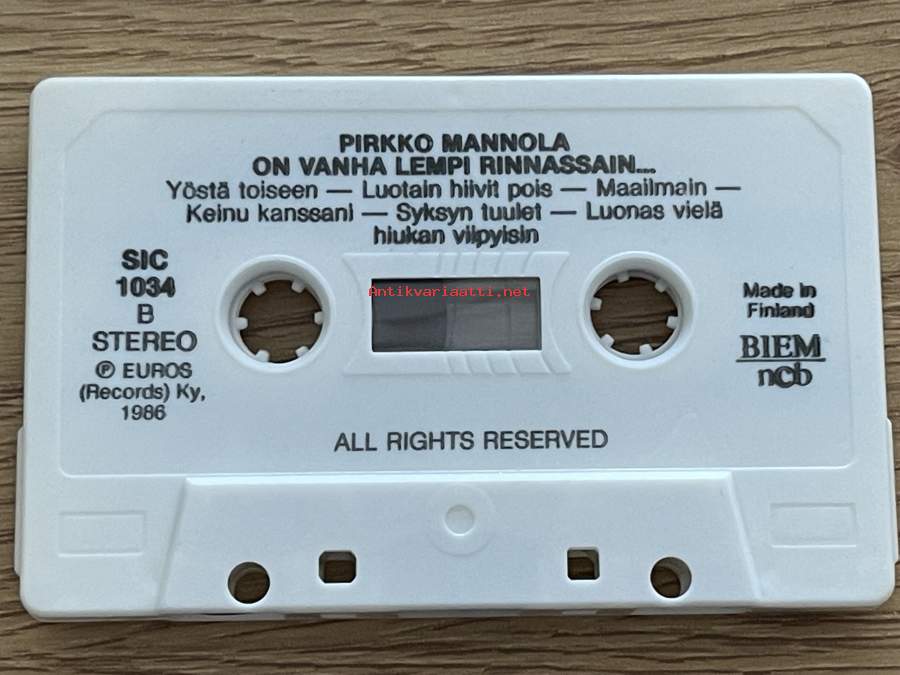 PIRKKO MANNOLA
ON VANHA LEMPI RINNASSAIN...
Yöstä toiseen — Luotain hiivit pois — Maailmain —
Keinu kanssani — Syksyn tuulet — Luonas vielä
hiukan viipyisin
SIC
1034
B
STEREO
℗ EUROS
(Records) Ky,
1986
Antikvariaatti.net
Made in
Finland
BIEM
ncb
ALL RIGHTS RESERVED